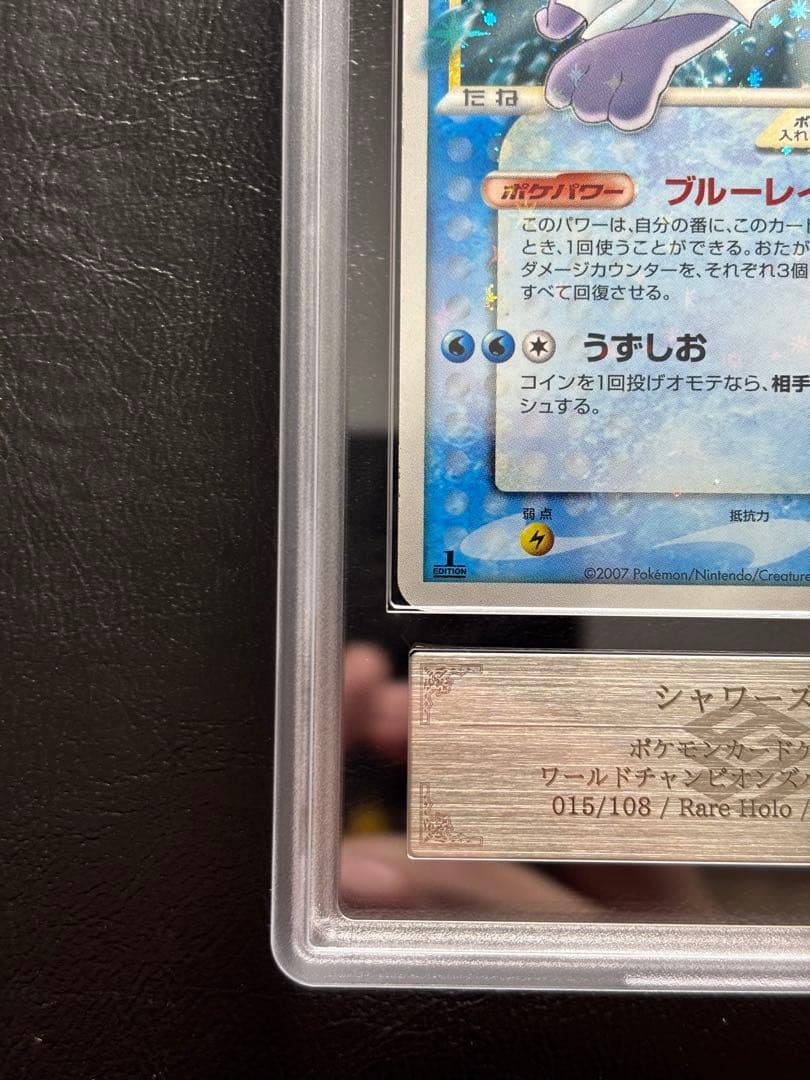 たね
ポ
入れ
ポケパワー ブルーレイ
このパワーは、自分の番に、このカード
とき、1回使うことができる。おたが
ダメージカウンターを、それぞれ3個
すべて回復させる。
うずしお
コインを1回投げオモテなら、相手
シュする。
弱点 抵抗力
1
EDITION
©2007 Pokémon/Nintendo/Creature
シャワーズ
ポケモンカードゲ
ワールドチャンピオンズ
015/108 / Rare Holo /